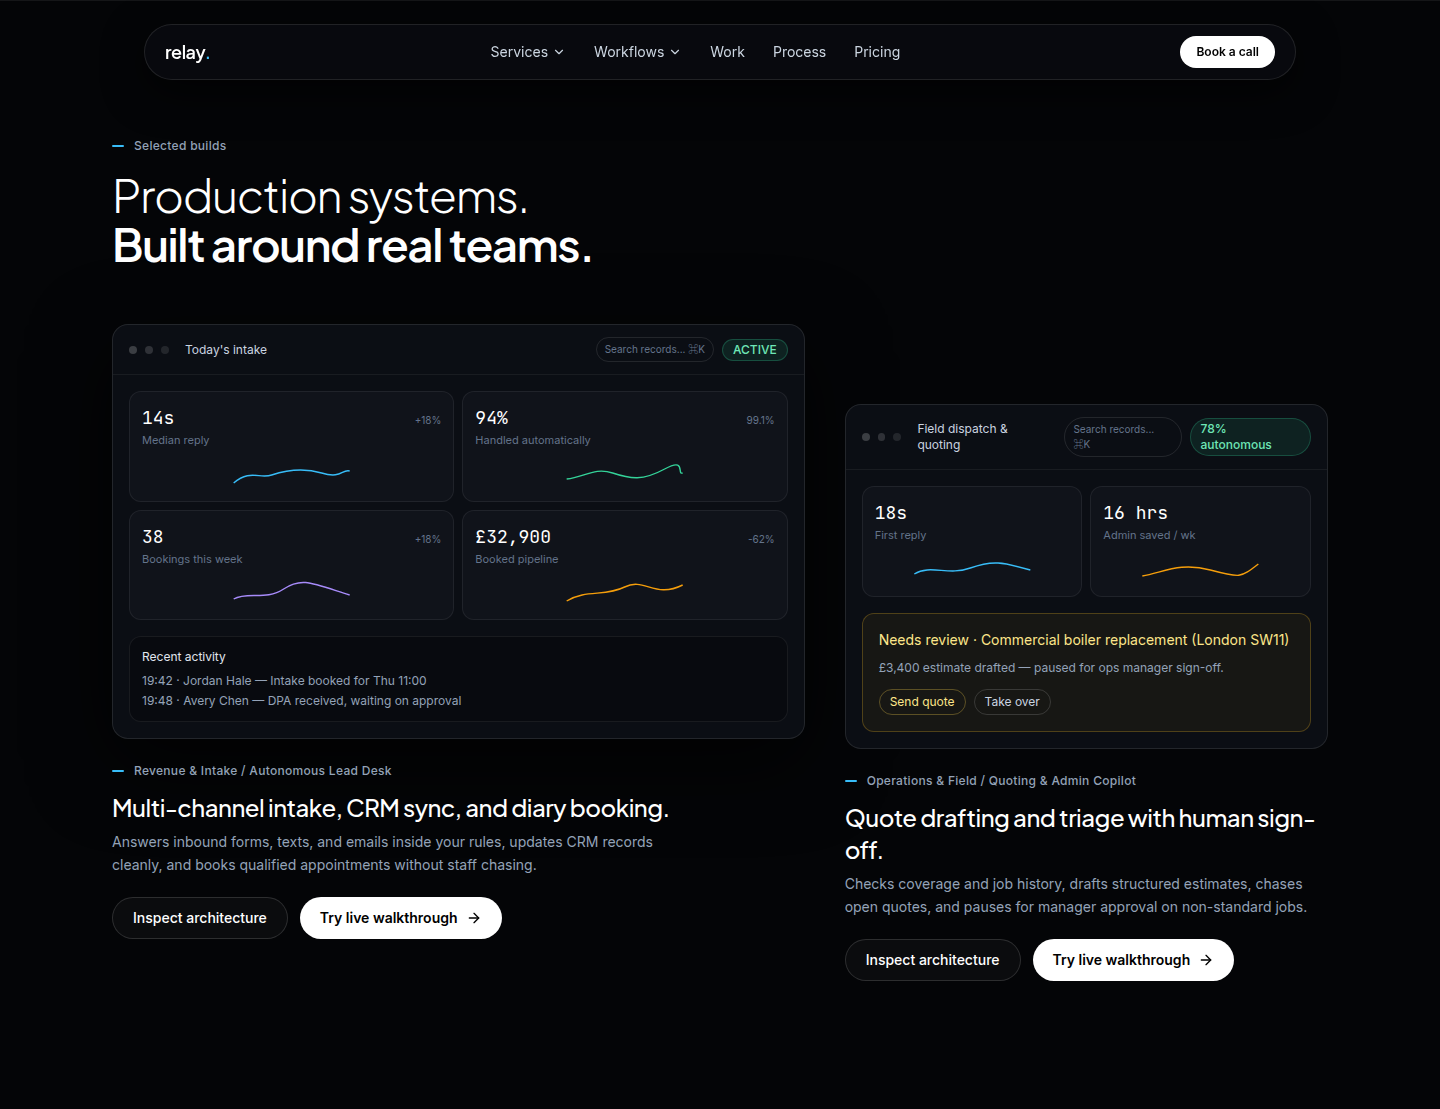 relay.
Services
Workflows
Work
Process
Pricing
Book a call
Selected builds
Production systems.
Built around real teams.
Today's intake
Search records... ⌘K
ACTIVE
14s
+18%
Median reply
94%
99.1%
Handled automatically
38
+18%
Bookings this week
£32,900
-62%
Booked pipeline
Recent activity
19:42 · Jordan Hale — Intake booked for Thu 11:00
19:48 · Avery Chen — DPA received, waiting on approval
Revenue & Intake / Autonomous Lead Desk
Multi-channel intake, CRM sync, and diary booking.
Answers inbound forms, texts, and emails inside your rules, updates CRM records
cleanly, and books qualified appointments without staff chasing.
Inspect architecture
Try live walkthrough
Field dispatch &
quoting
Search records...
⌘K
78%
autonomous
18s
First reply
16 hrs
Admin saved / wk
Needs review · Commercial boiler replacement (London SW11)
£3,400 estimate drafted — paused for ops manager sign-off.
Send quote
Take over
Operations & Field / Quoting & Admin Copilot
Quote drafting and triage with human sign-
off.
Checks coverage and job history, drafts structured estimates, chases
open quotes, and pauses for manager approval on non-standard jobs.
Inspect architecture
Try live walkthrough